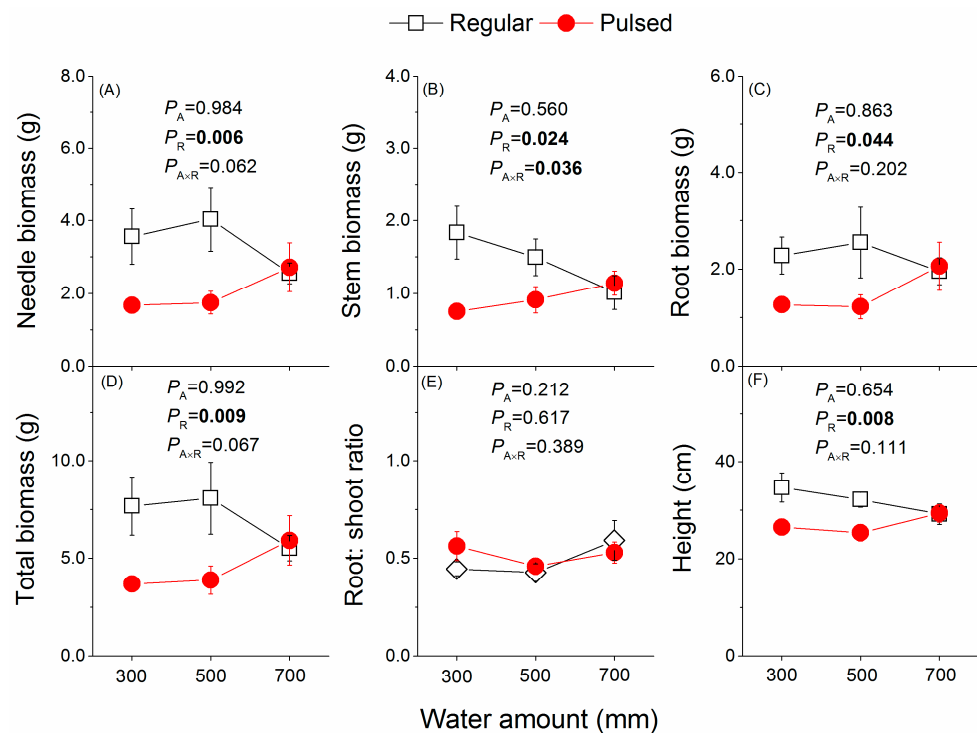 Regular Pulsed
(A)
P_A=0.984
P_R=0.006
P_A×R=0.062
8.0
6.0
4.0
2.0
0.0
Needle biomass (g)
(B)
P_A=0.560
P_R=0.024
P_A×R=0.036
4.0
3.0
2.0
1.0
0.0
Stem biomass (g)
(C)
P_A=0.863
P_R=0.044
P_A×R=0.202
6.0
4.0
2.0
0.0
Root biomass (g)
(D)
P_A=0.992
P_R=0.009
P_A×R=0.067
10.0
5.0
0.0
Total biomass (g)
300 500 700
(E)
P_A=0.212
P_R=0.617
P_A×R=0.389
1.0
0.5
0.0
Root: shoot ratio
300 500 700
(F)
P_A=0.654
P_R=0.008
P_A×R=0.111
40
20
0
Height (cm)
300 500 700
Water amount (mm)